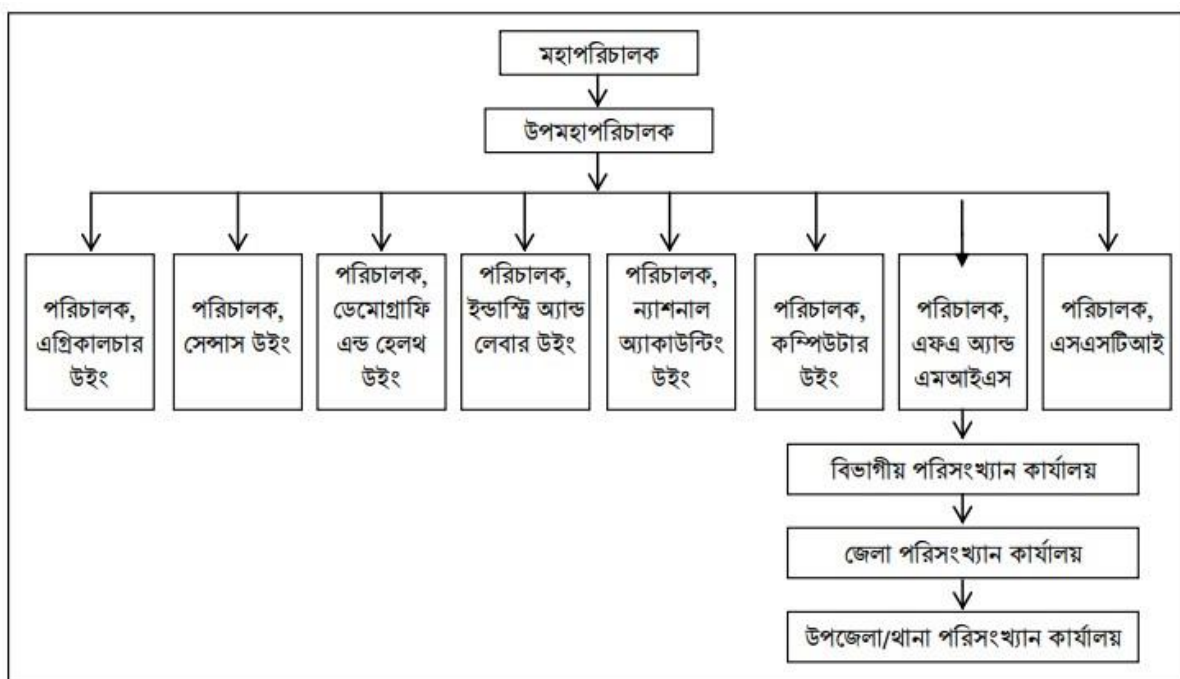 মহাপরিচালক
উপমহাপরিচালক
পরিচালক,
এগ্রিকালচার
উইং
পরিচালক,
সেন্সাস উইং
পরিচালক,
ডেমোগ্রাফি
এন্ড হেলথ
উইং
পরিচালক,
ইন্ডাস্ট্রি অ্যান্ড
লেবার উইং
পরিচালক,
ন্যাশনাল
অ্যাকাউন্টিং
উইং
পরিচালক,
কম্পিউটার
উইং
পরিচালক,
এফএ অ্যান্ড
এমআইএস
পরিচালক,
এসএসটিআই
বিভাগীয় পরিসংখ্যান কার্যালয়
জেলা পরিসংখ্যান কার্যালয়
উপজেলা/থানা পরিসংখ্যান কার্যালয়